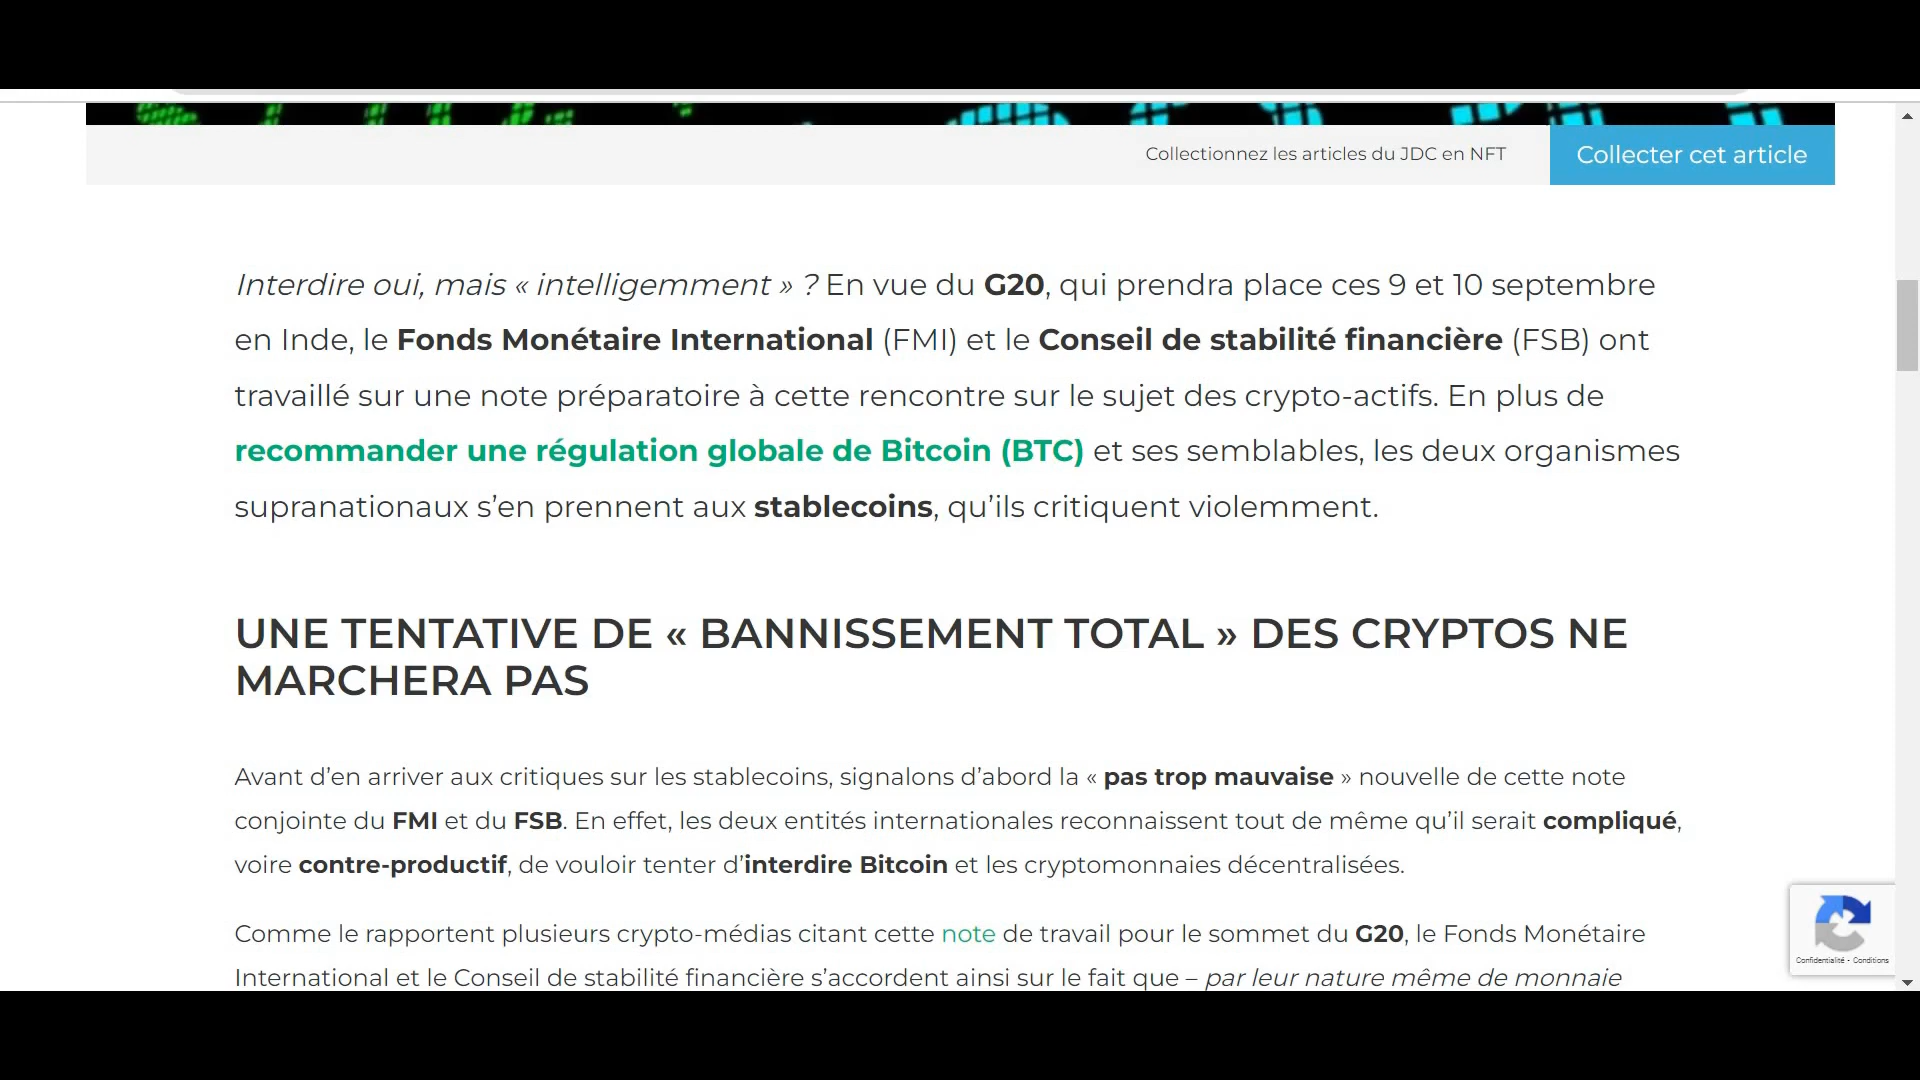 Collectionnez les articles du JDC en NFT
Collecter cet article
Interdire oui, mais « intelligemment » ? En vue du G20, qui prendra place ces 9 et 10 septembre
en Inde, le Fonds Monétaire International (FMI) et le Conseil de stabilité financière (FSB) ont
travaillé sur une note préparatoire à cette rencontre sur le sujet des crypto-actifs. En plus de
recommander une régulation globale de Bitcoin (BTC) et ses semblables, les deux organismes
supranationaux s’en prennent aux stablecoins, qu’ils critiquent violemment.
UNE TENTATIVE DE « BANNISSEMENT TOTAL » DES CRYPTOS NE
MARCHERA PAS
Avant d’en arriver aux critiques sur les stablecoins, signalons d’abord la « pas trop mauvaise » nouvelle de cette note
conjointe du FMI et du FSB. En effet, les deux entités internationales reconnaissent tout de même qu’il serait compliqué,
voire contre-productif, de vouloir tenter d’interdire Bitcoin et les cryptomonnaies décentralisées.
Comme le rapportent plusieurs crypto-médias citant cette note de travail pour le sommet du G20, le Fonds Monétaire
International et le Conseil de stabilité financière s’accordent ainsi sur le fait que – par leur nature même de monnaie
Confidentialité - Conditions